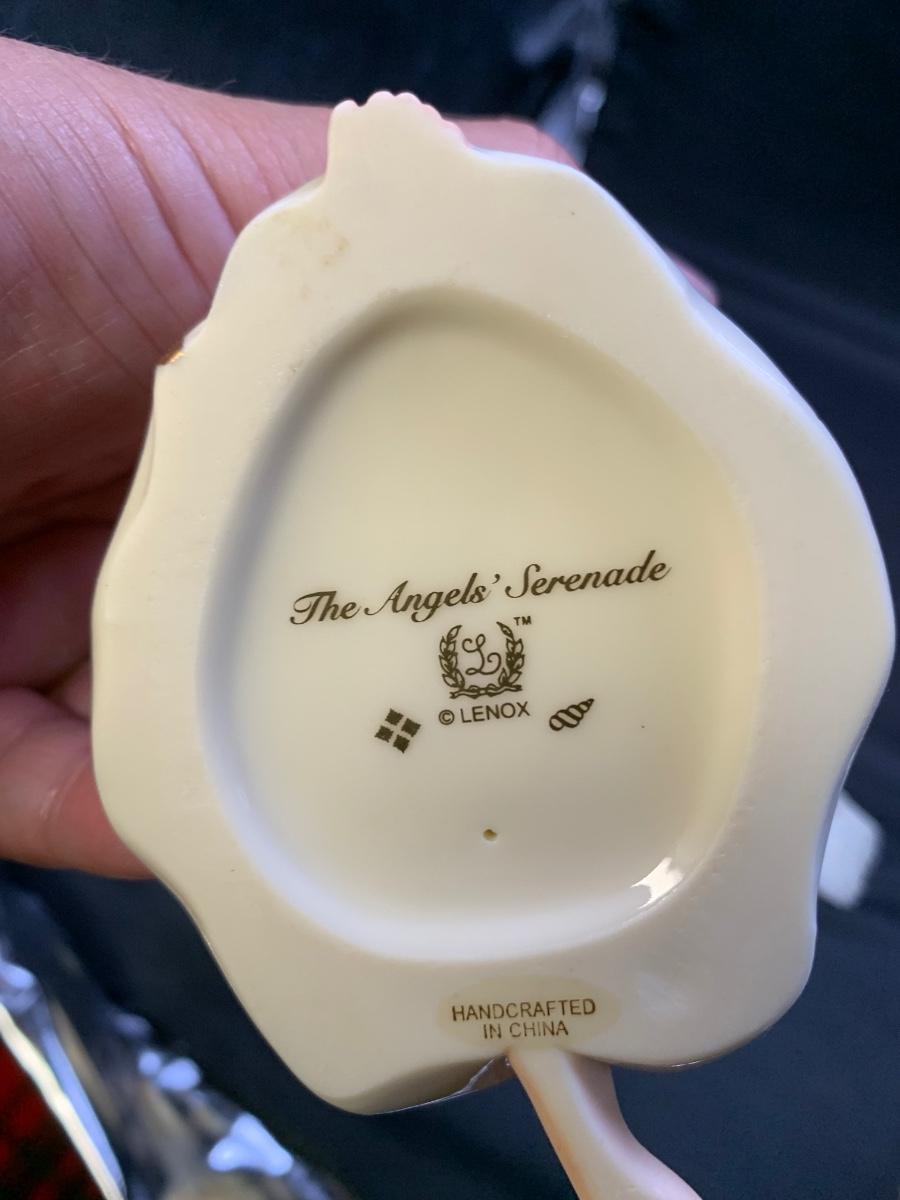 The Angels' Serenade
L ™
© LENOX
HANDCRAFTED
IN CHINA